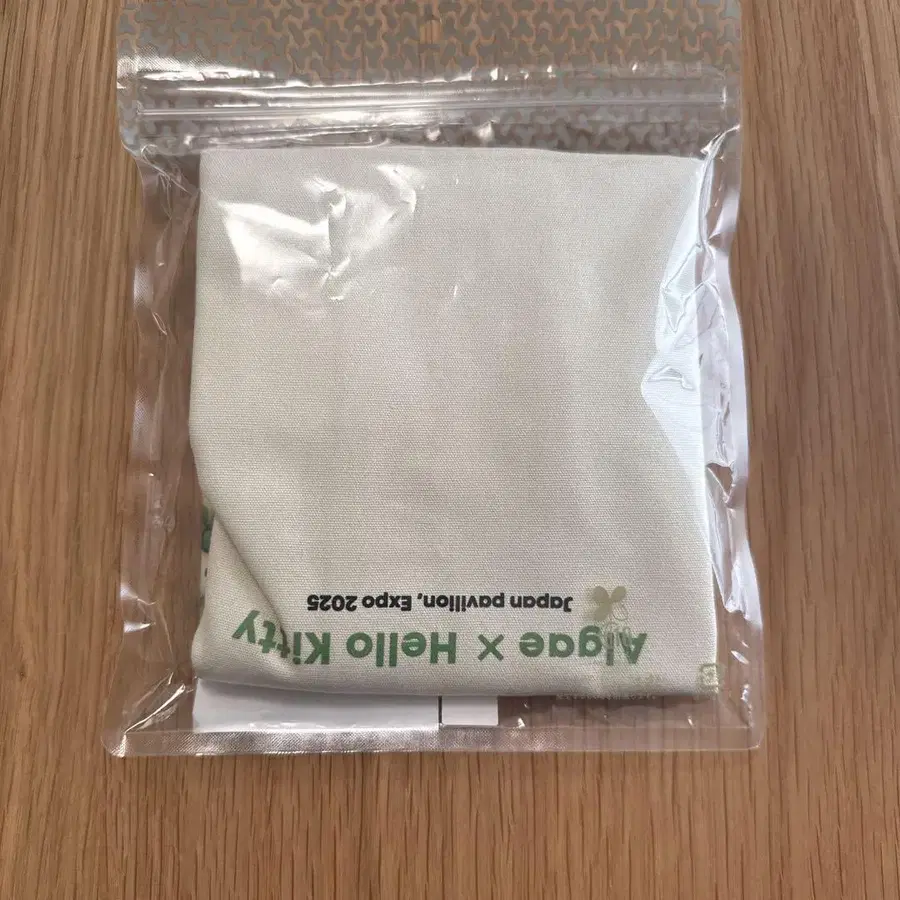 Algae × Hello Kitty
Japan pavilion, Expo 2025